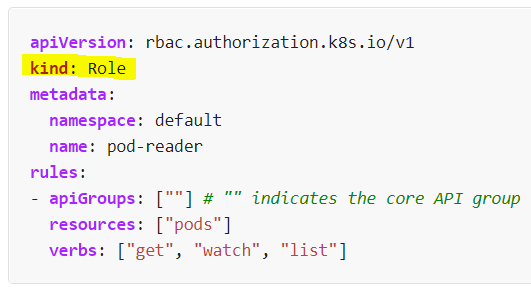 apiVersion: rbac.authorization.k8s.io/v1
kind: Role
metadata:
  namespace: default
  name: pod-reader
rules:
- apiGroups: [""] # "" indicates the core API group
  resources: ["pods"]
  verbs: ["get", "watch", "list"]